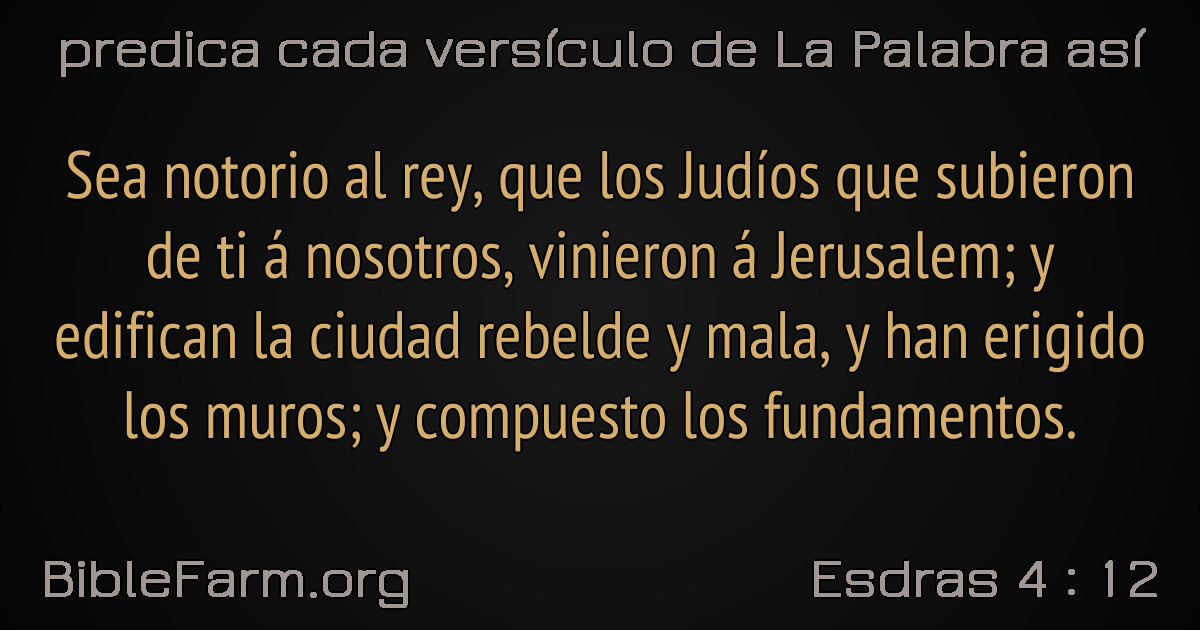 predica cada versículo de La Palabra así
Sea notorio al rey, que los Judíos que subieron
de ti á nosotros, vinieron á Jerusalem; y
edifican la ciudad rebelde y mala, y han erigido
los muros; y compuesto los fundamentos.
BibleFarm.org
Esdras 4 : 12